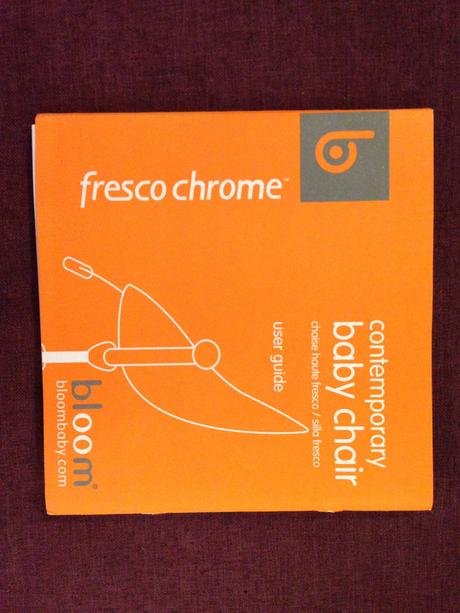 fresco chrome™
contemporary
baby chair
chaise haute fresco / silla fresco
user guide
bloom®
bloombaby.com